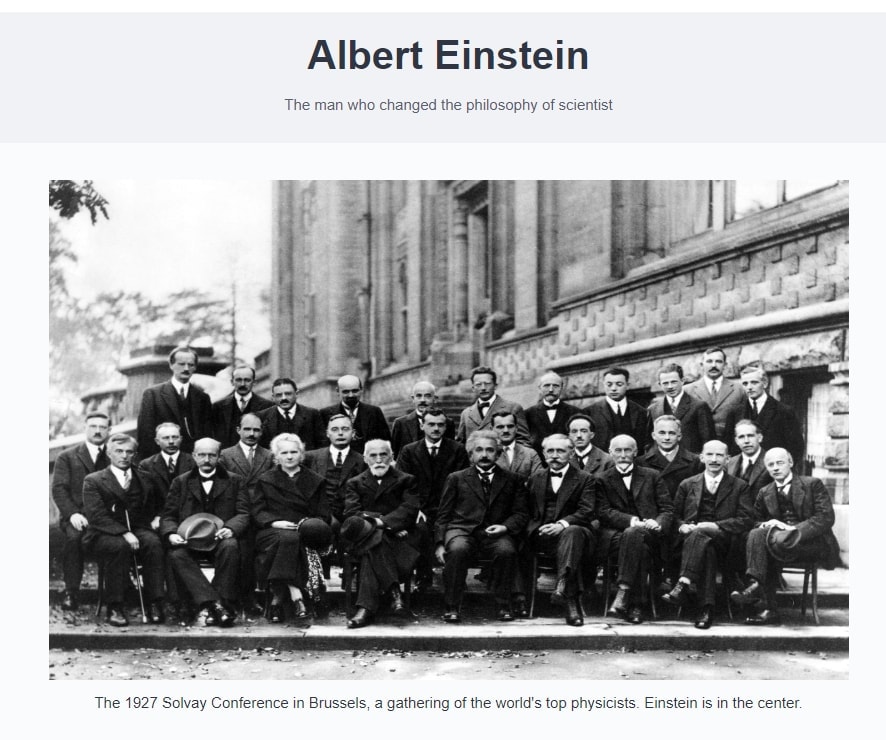 Albert Einstein
The man who changed the philosophy of scientist
The 1927 Solvay Conference in Brussels, a gathering of the world's top physicists. Einstein is in the center.